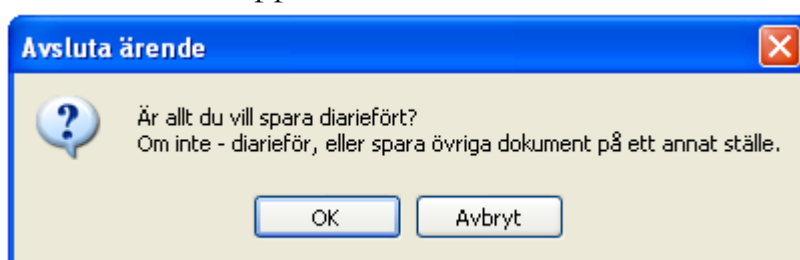 Avsluta ärende
Är allt du vill spara diariefört?
Om inte - diarieför, eller spara övriga dokument på ett annat ställe.
OK Avbryt